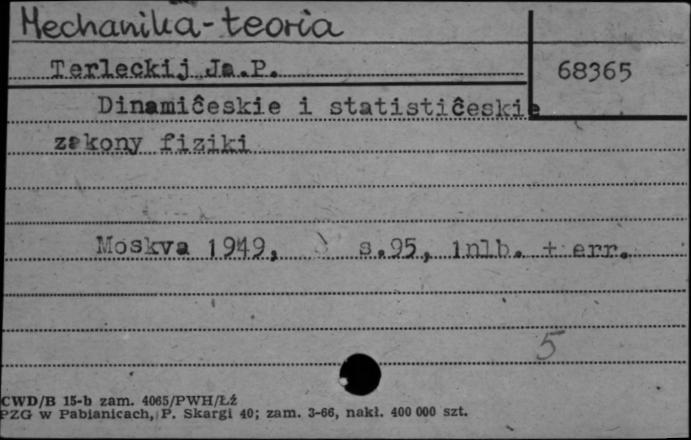 Mechanika-teoria
Terleckij Ja.P.
68365
Dinamičeskie i statističeskie
zakony fiziki
Moskva 1949, s.95, 1nlb. + err.
5
CWD/B 15-b zam. 4065/PWH/Łź
PZG w Pabianicach, P. Skargi 40; zam. 3-66, nakł. 400 000 szt.